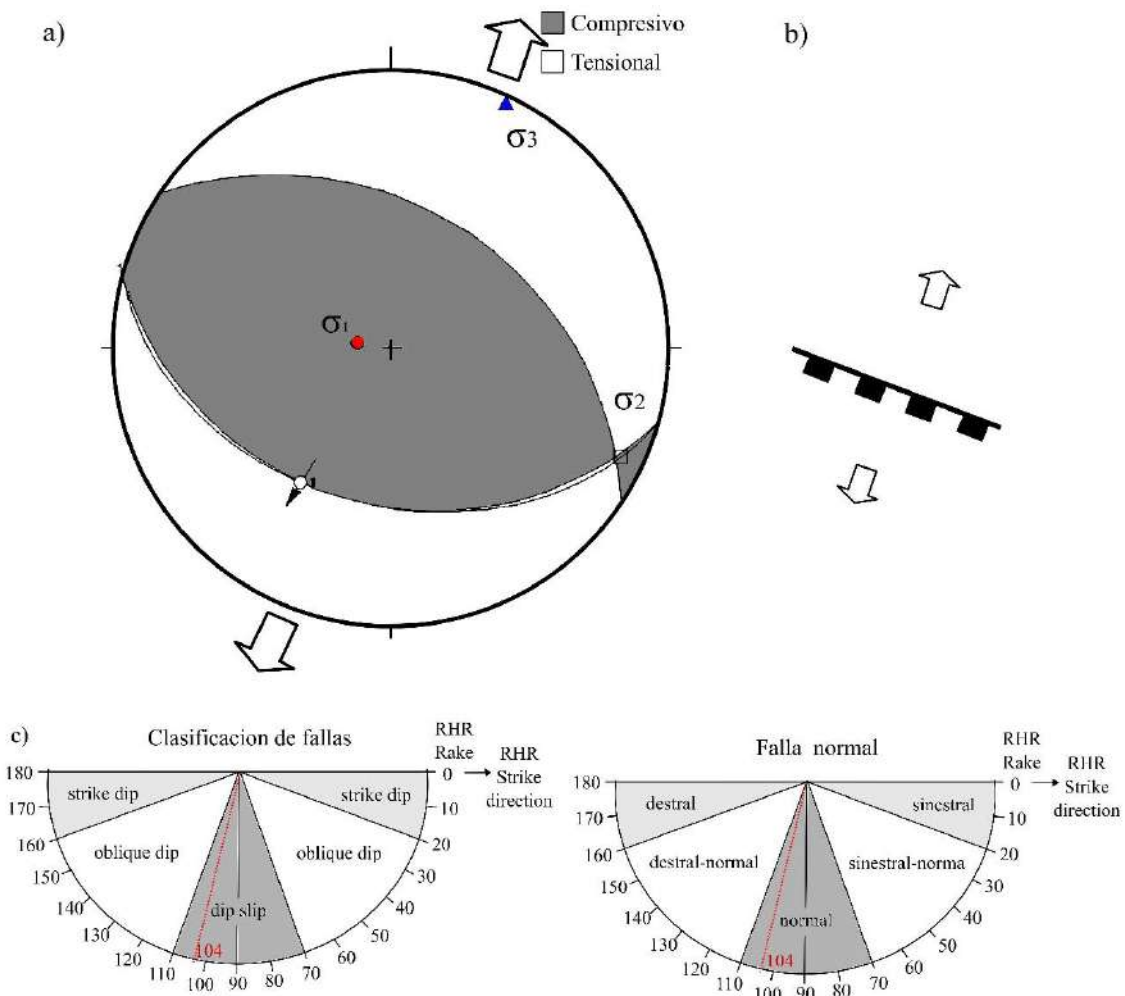 a)
Compresivo
Tensional
b)
σ3
σ1
σ2
1
c)
Clasificacion de fallas
RHR
Rake
RHR
Strike
direction
180
0
strike dip
strike dip
170
10
160
20
oblique dip
oblique dip
150
30
140
40
130
dip slip
50
120
60
110
104
70
100
90
80
Falla normal
RHR
Rake
RHR
Strike
direction
180
0
destral
sinestral
170
10
160
20
destral-normal
sinestral-norma
150
30
140
40
130
normal
50
120
60
110
104
70
100
90
80